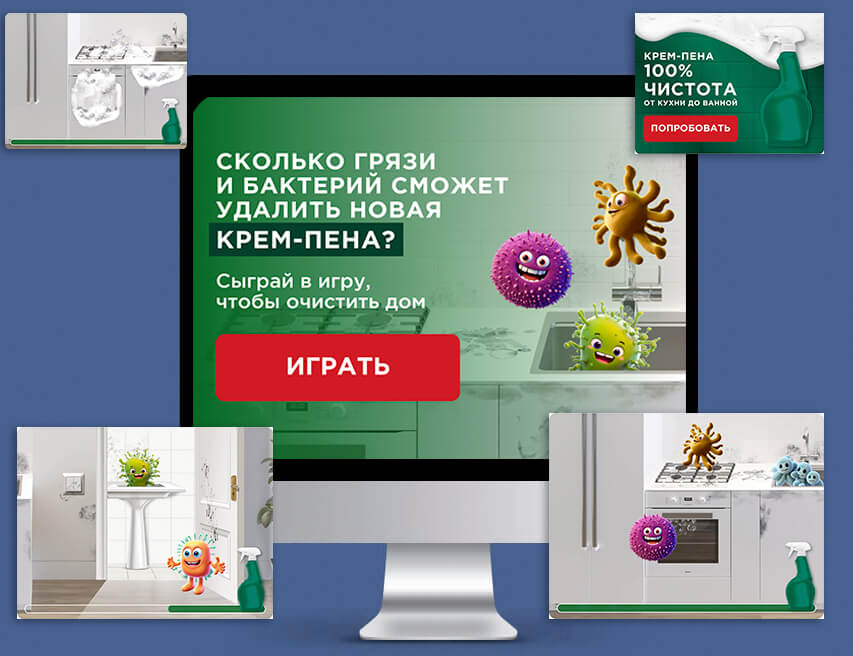 КРЕМ-ПЕНА
100%
ЧИСТОТА
ОТ КУХНИ ДО ВАННОЙ
ПОПРОБОВАТЬ
СКОЛЬКО ГРЯЗИ
И БАКТЕРИЙ СМОЖЕТ
УДАЛИТЬ НОВАЯ
КРЕМ-ПЕНА?
Сыграй в игру,
чтобы очистить дом
ИГРАТЬ